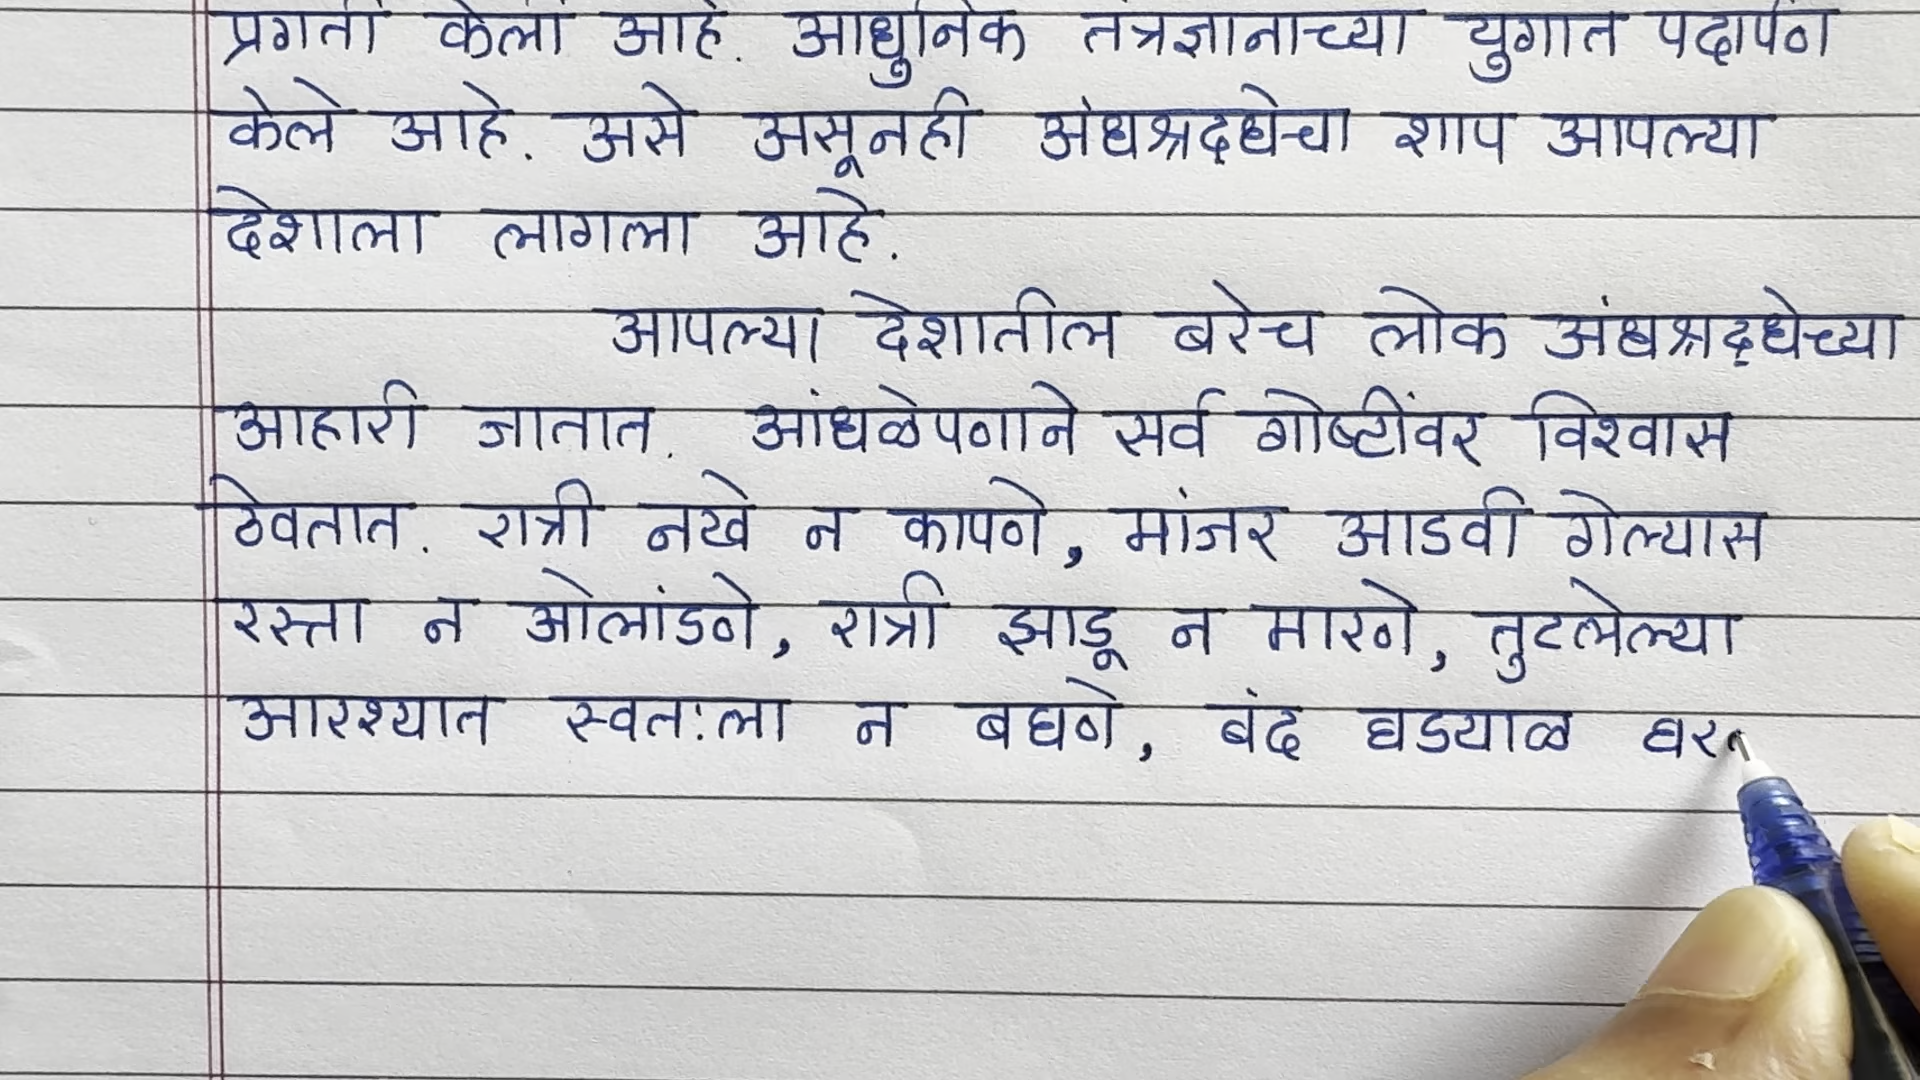 प्रगती केली आहे. आधुनिक तंत्रज्ञानाच्या युगात पदार्पण
केले आहे. असे असूनही अंधश्रद्धेचा शाप आपल्या
देशाला लागला आहे.
आपल्या देशातील बरेच लोक अंधश्रद्धेच्या
आहारी जातात. आंधळेपणाने सर्व गोष्टींवर विश्वास
ठेवतात. रात्री नखे न कापणे, मांजर आडवी गेल्यास
रस्ता न ओलांडणे, रात्री झाडू न मारणे, तुटलेल्या
आरश्यात स्वत:ला न बघणे, बंद घड्याळ घर